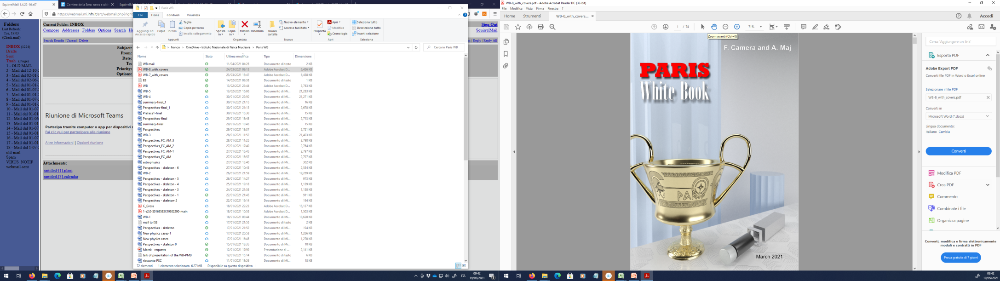 SquirrelMail 1.4.22-16.el7
Corriere della Sera: news e ulti
Paris WB
File Home Condividi Visualizza
https://webmail.mi.infn.it/src/webmail.php?right
Folders
Last Refresh:
Tue, 19:03
(Check mail)
INBOX (1224)
Drafts
Sent
Trash (Purge)
1 - OLD MAIL
2 - Mail dal 12-10-
3 - Mail dal 02-01-
4 - Mail dal 02-06-
5 - Mail dal 01-01-
6 - Mail dal 01-07-
7 - Mail dal 01-01-
8 - Mail dal 01-07-
9 - Mail dal 01-01-
10 - Mail dal 01-07
11 - Mail dal 01-01
12 - Mail dal 01-06
13 - Mail dal 01-01
14 - Mail dal 01-07
15 - Mail dal 01-01
16 - Mail dal 01-07
17 - Mail dal 01-01
18 - Mail dal 1-07-
old-mail
Spam
VIRUS_NOTIF
webmail-sent
Current Folder: INBOX
Sign Out
Compose Addresses Folders Options Search He
SquirrelMail
Search Results | Unread | Delete
| Reply | Reply All
Subject:
From:
Date:
To:
Priority:
Options:
Riunione di Microsoft Teams
Partecipa tramite computer o app per dispositivi
Fai clic qui per partecipare alla riunione
Altre informazioni | Opzioni riunione
Attachments:
untitled-[1].plain
untitled-[3].calendar
Aggiungi ad Accesso rapido
Copia
Incolla
Taglia
Copia percorso
Incolla collegamento
Appunti
Sposta in
Copia in
Elimina
Rinomina
Organizza
Nuova cartella
Nuovo elemento
Accesso facilitato
Nuovo
Proprietà
Apri
Modifica
Cronologia
Apri
Seleziona tutto
Deseleziona tutto
Inverti selezione
Seleziona
franco > OneDrive - Istituto Nazionale di Fisica Nucleare > Paris WB
Cerca in Paris WB
Nome Stato Ultima modifica Tipo Dimensione
WB mail 11/04/2021 04:26 Documento di testo 2 KB
WB-8_with_covers 24/03/2021 09:13 Adobe Acrobat D... 6,426 KB
WB-7_with_covers 23/03/2021 15:47 Adobe Acrobat D... 6,438 KB
EB 14/02/2021 09:38 Documento di testo 1 KB
WB 13/02/2021 23:44 Adobe Acrobat D... 3,763 KB
WB-5 13/02/2021 16:06 Documento di Mi... 21,283 KB
WB-4 30/01/2021 22:50 Documento di Mi... 21,271 KB
summary-final_1 30/01/2021 21:15 Documento di Mi... 16 KB
Perspectives-final_1 30/01/2021 21:13 Documento di Mi... 2,678 KB
Preface1-final 30/01/2021 15:30 Documento di Mi... 15 KB
Perspectives-final 29/01/2021 18:48 Documento di Mi... 2,713 KB
summary-final 29/01/2021 18:45 Documento di Mi... 15 KB
Perspectives 29/01/2021 18:37 Documento di Mi... 2,721 KB
WB-3 28/01/2021 11:52 Documento di Mi... 21,403 KB
Perspectives_FC_AM_3 28/01/2021 11:25 Documento di Mi... 2,798 KB
Perspectives_FC_AM_2 27/01/2021 17:40 Documento di Mi... 2,764 KB
Perspectives_FC_AM-1 27/01/2021 16:45 Documento di Mi... 2,797 KB
Perspectives_FC_AM 27/01/2021 15:57 Documento di Mi... 2,797 KB
astrophysics 27/01/2021 13:40 Documento di Mi... 302 KB
Perspectives - skeleton - 6 27/01/2021 10:45 Documento di Mi... 2,554 KB
WB-2 26/01/2021 21:59 Documento di Mi... 19,269 KB
Perspectives - skeleton - 5 26/01/2021 14:27 Documento di Mi... 973 KB
Perspectives - skeleton - 4 25/01/2021 19:18 Documento di Mi... 1,139 KB
Perspectives - skeleton - 3 24/01/2021 21:58 Documento di Mi... 1,138 KB
Perspectives - skeleton - 1 22/01/2021 21:45 Documento di Mi... 911 KB
Perspectives - skeleton-2 22/01/2021 19:14 Documento di Mi... 194 KB
C_Gross 18/01/2021 22:23 Adobe Acrobat D... 16,137 KB
1-s2.0-S0168583X19302290-main 18/01/2021 10:55 Adobe Acrobat D... 1,503 KB
WB-1 18/01/2021 08:44 Documento di Mi... 18,628 KB
mail to ISS 17/01/2021 21:55 Documento di testo 2 KB
Perspectives - skeleton 17/01/2021 21:52 Documento di Mi... 194 KB
New physics cases-1 17/01/2021 20:53 Documento di Mi... 1,266 KB
New physics cases 17/01/2021 16:45 Documento di Mi... 1,270 KB
Perspectives - skeleton 0 15/01/2021 18:35 Documento di Mi... 18 KB
Marek - requests 12/01/2021 17:59 Presentazione di ... 2,141 KB
talk of presentation of the WB-PMB 12/01/2021 15:14 Documento di testo 6 KB
riassunto PSC 11/01/2021 18:26 Documento di Mi... 18 KB
72 elementi 1 elemento selezionato 6.27 MB Disponibile su questo dispositivo
ITA
09:42
19/05/2021
3
WB-8_with_covers.pdf - Adobe Acrobat Reader DC (32-bit)
File Modifica Vista Firma Finestra ?
Home Strumenti WB-8_with_covers... ×
Accedi
1 / 74
71%
Zoom avanti (Ctrl+0)
F. Camera and A. Maj
PARIS
White Book
PARIS
March 2021
Cerca 'Aggiungere un link'
Esporta PDF
Adobe Export PDF
Converti file PDF in Word o Excel online
Selezionare il file PDF
WB-8_with_covers.pdf
Converti in
Microsoft Word (*.docx)
Lingua documento:
Italiano Cambia
Converti
Modifica PDF
Crea PDF
Commento
Combinate i file
Organizza pagine
Converti, modifica e firma elettronicamente
moduli e contratti in PDF
Prova gratuita di 7 giorni
09:42
19/05/2021